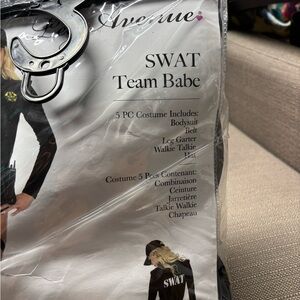 Avenue
SWAT
Team Babe
5 PC Costume Includes:
Bodysuit
Belt
Leg Garter
Walkie Talkie
Hat
Costume 5 Pcs Contenant:
Combinaison
Ceinture
Jarretière
Talkie Walkie
Chapeau
SWAT